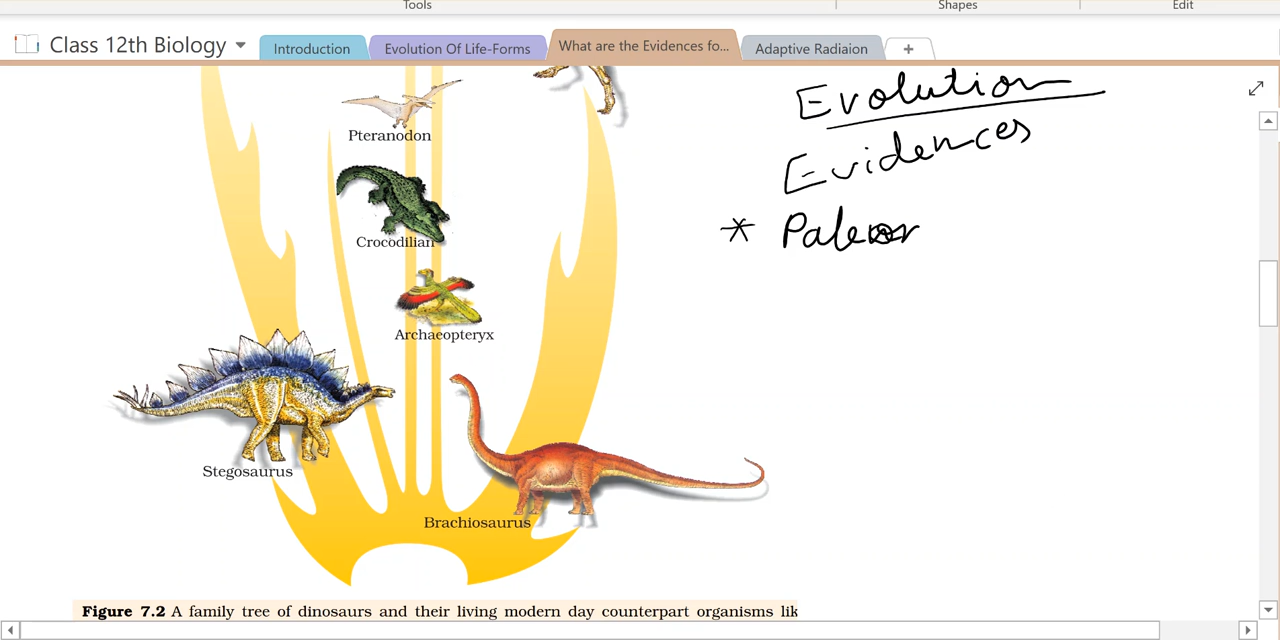 Tools Shapes Edit
Class 12th Biology Introduction Evolution Of Life-Forms What are the Evidences fo... Adaptive Radiaion +
Evolution
Evidences
* Paleo
Pteranodon
Crocodilian
Archaeopteryx
Stegosaurus
Brachiosaurus
Figure 7.2 A family tree of dinosaurs and their living modern day counterpart organisms lik